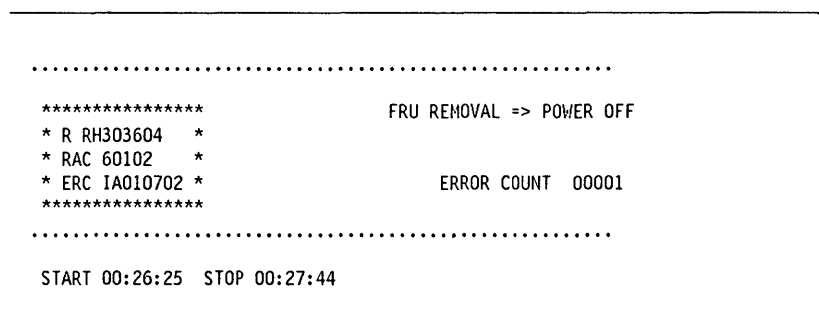 ............................................................
****************  FRU REMOVAL => POWER OFF
* R RH303604 *
* RAC 60102 *
* ERC IA010702 *  ERROR COUNT 00001
****************
............................................................
START 00:26:25 STOP 00:27:44